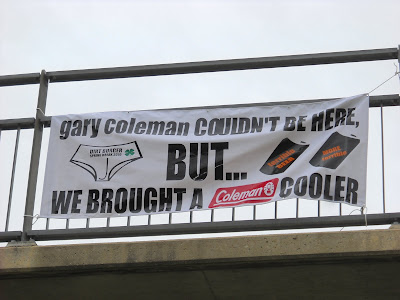 gary coleman COULDN'T BE HERE,
BUT...
WE BROUGHT A Coleman COOLER